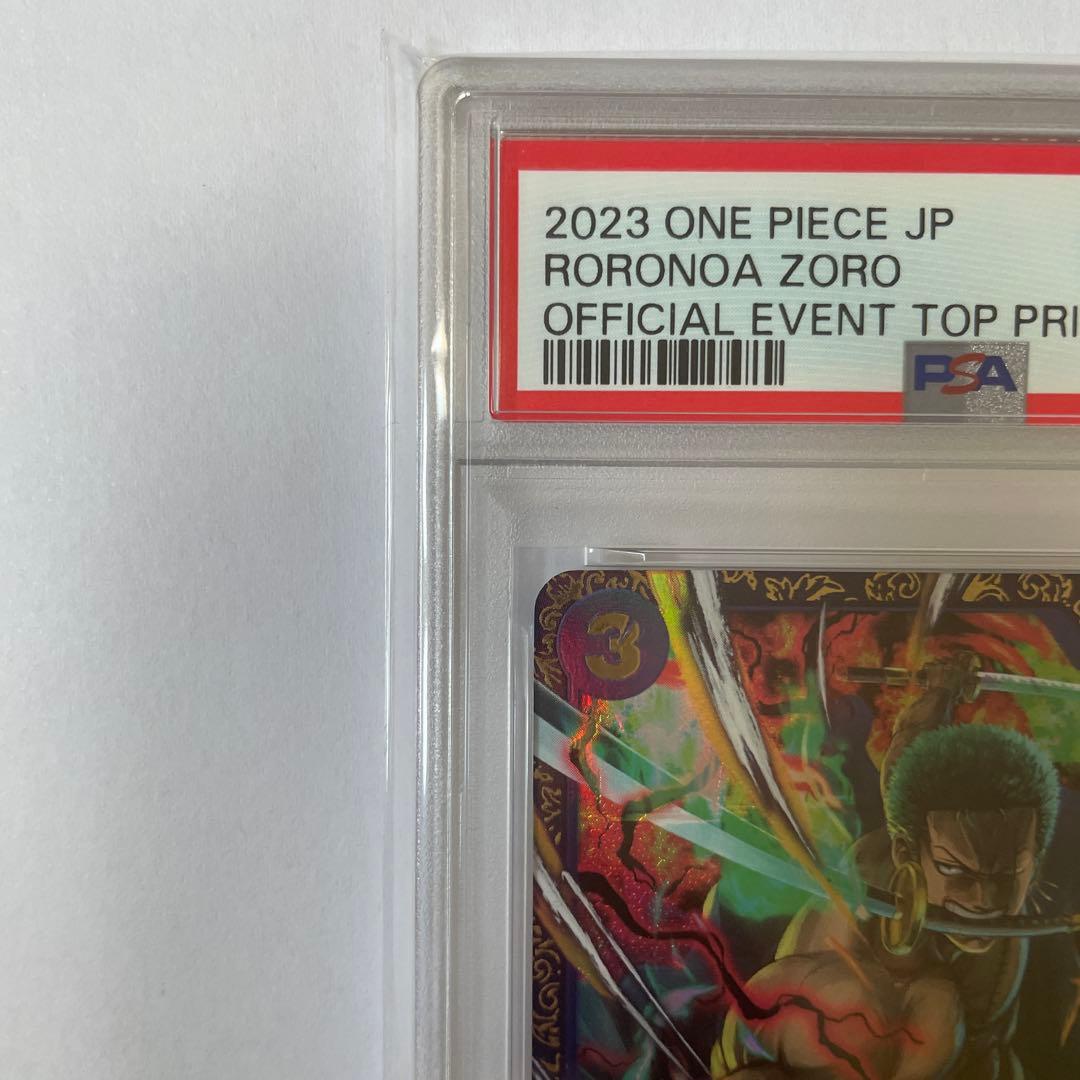 2023 ONE PIECE JP
RORONOA ZORO
OFFICIAL EVENT TOP PRI
PSA
3